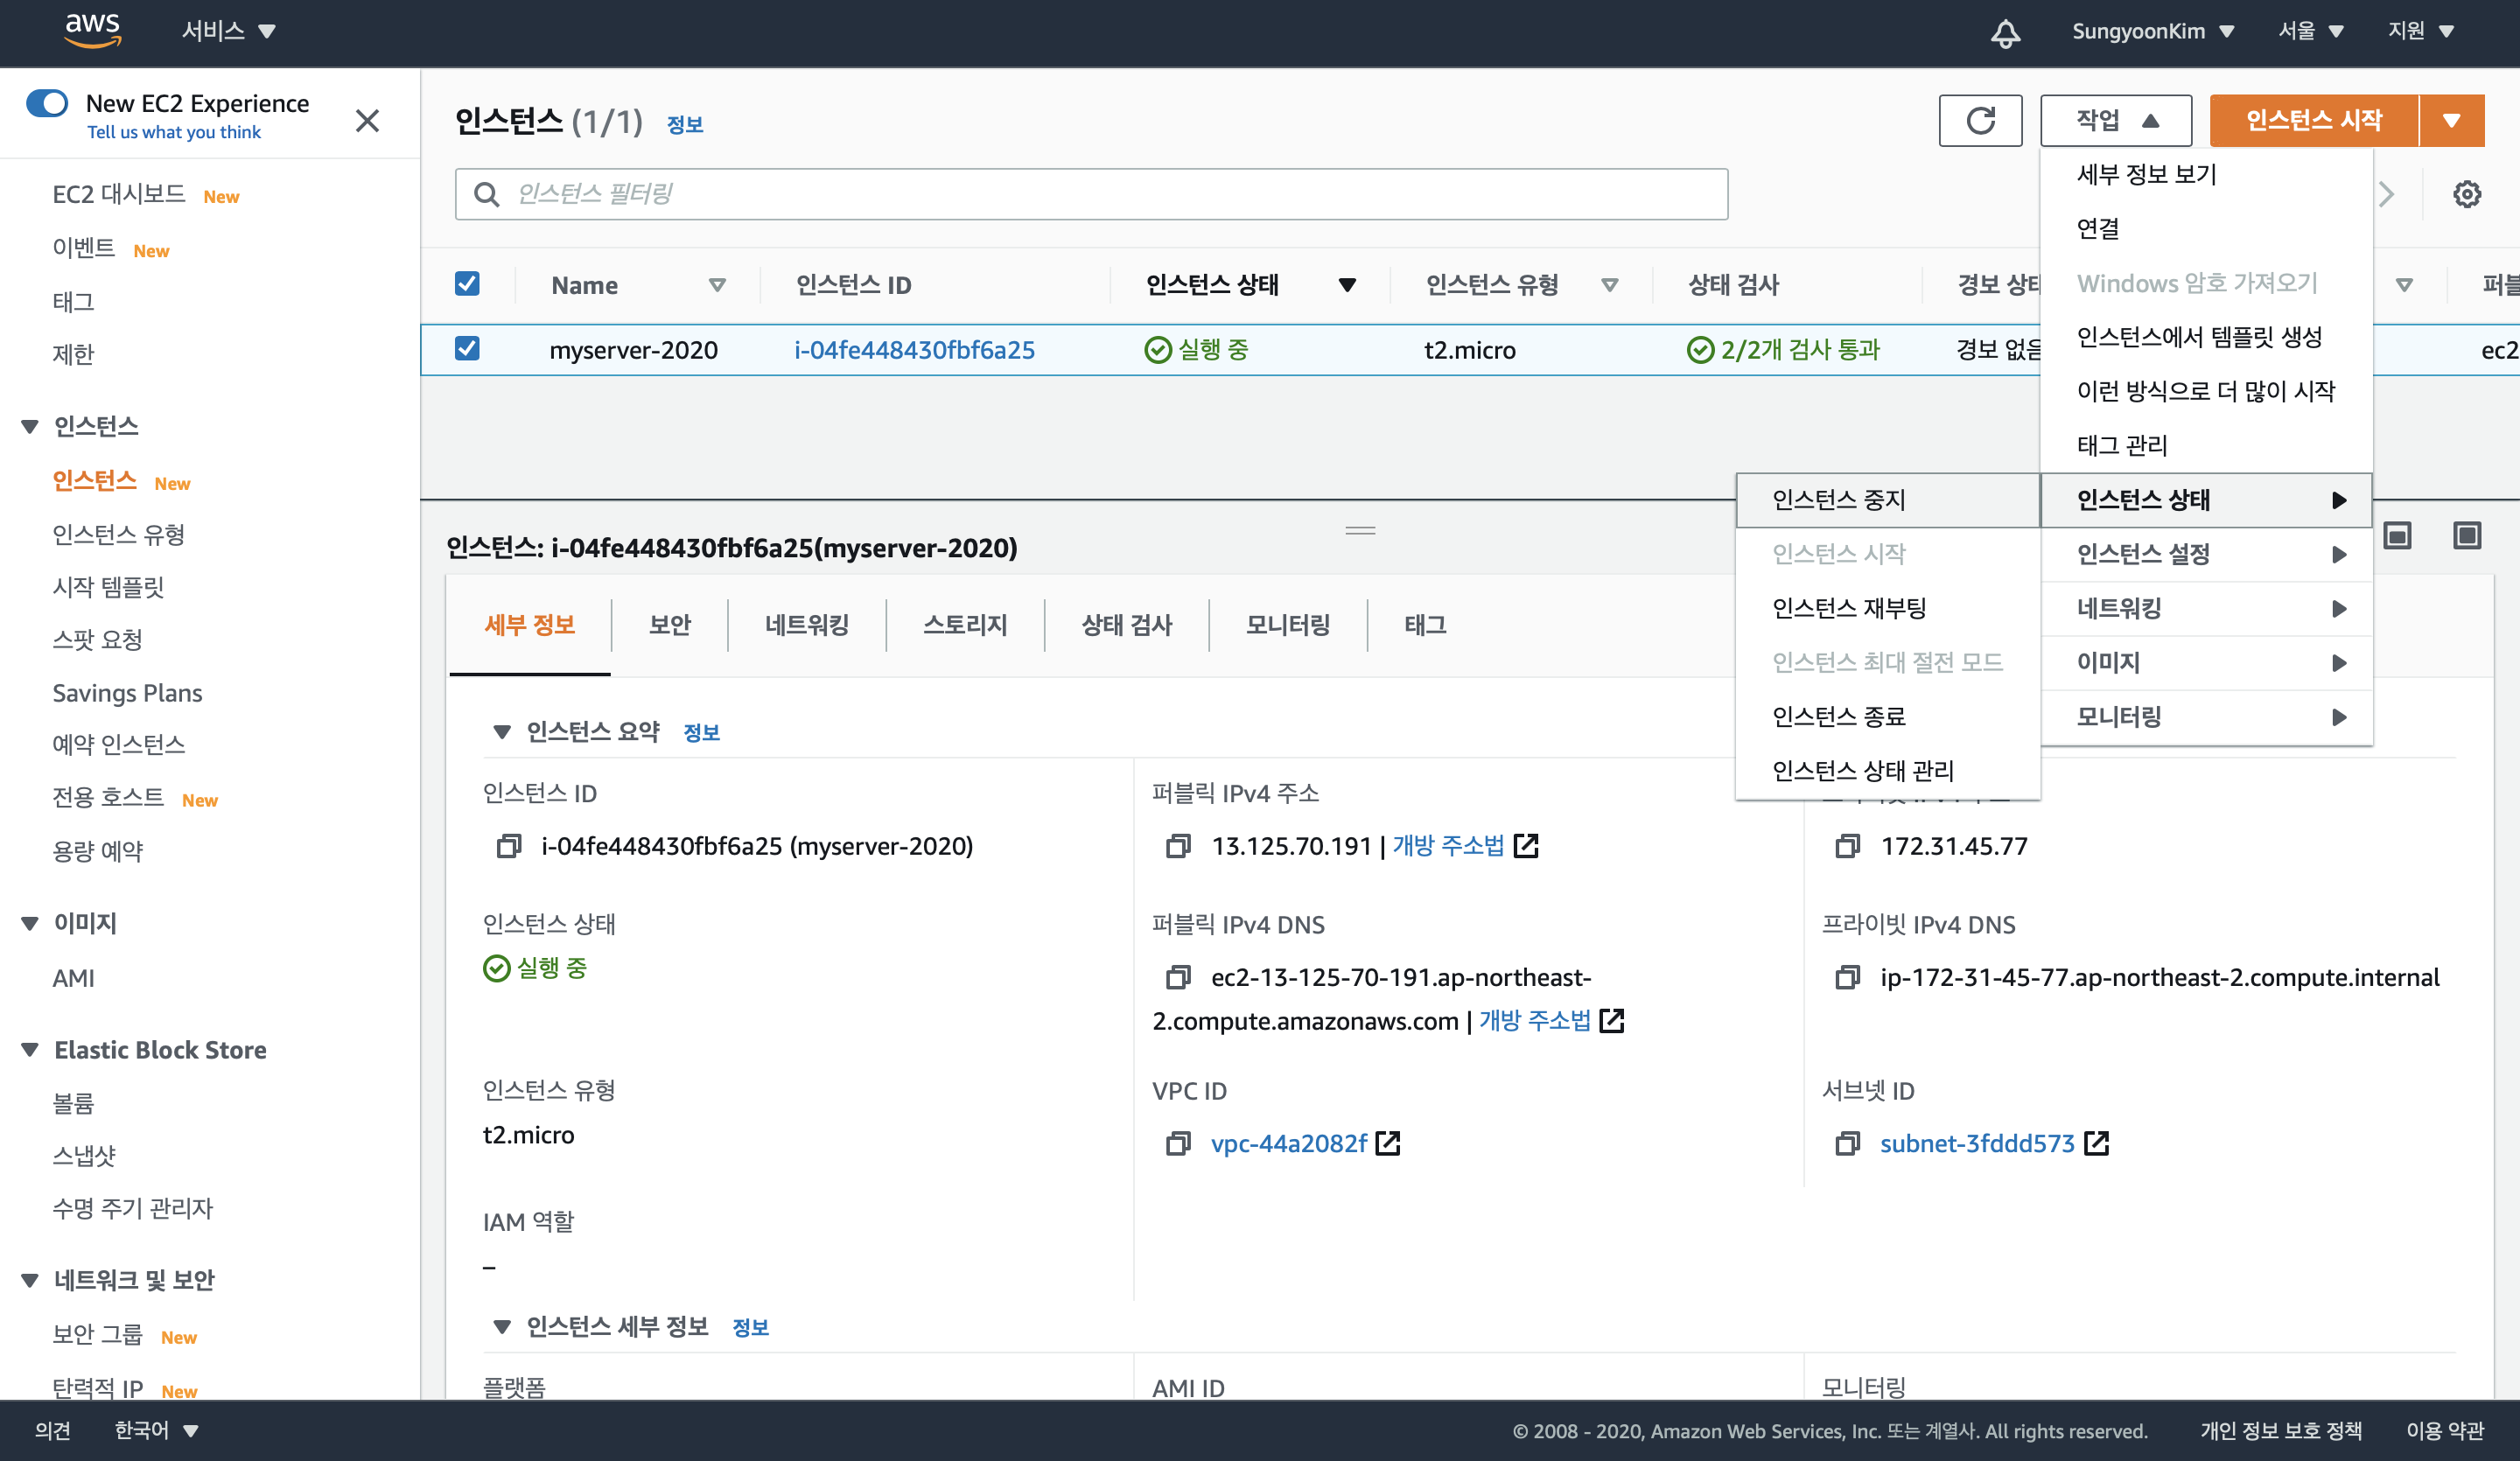 aws
서비스
SungyoonKim
서울
지원
New EC2 Experience
Tell us what you think
EC2 대시보드 New
이벤트 New
태그
제한
인스턴스
인스턴스 New
인스턴스 유형
시작 템플릿
스팟 요청
Savings Plans
예약 인스턴스
전용 호스트 New
용량 예약
이미지
AMI
Elastic Block Store
볼륨
스냅샷
수명 주기 관리자
네트워크 및 보안
보안 그룹 New
탄력적 IP New
인스턴스 (1/1) 정보
작업
인스턴스 시작
인스턴스 필터링
Name
인스턴스 ID
인스턴스 상태
인스턴스 유형
상태 검사
경보 상태
myserver-2020
i-04fe448430fbf6a25
실행 중
t2.micro
2/2개 검사 통과
경보 없음
ec2
세부 정보 보기
연결
Windows 암호 가져오기
인스턴스에서 템플릿 생성
이런 방식으로 더 많이 시작
태그 관리
인스턴스 상태
인스턴스 설정
네트워킹
이미지
모니터링
인스턴스 중지
인스턴스 시작
인스턴스 재부팅
인스턴스 최대 절전 모드
인스턴스 종료
인스턴스 상태 관리
인스턴스: i-04fe448430fbf6a25(myserver-2020)
세부 정보
보안
네트워킹
스토리지
상태 검사
모니터링
태그
인스턴스 요약 정보
인스턴스 ID
i-04fe448430fbf6a25 (myserver-2020)
퍼블릭 IPv4 주소
13.125.70.191 | 개방 주소법
172.31.45.77
인스턴스 상태
실행 중
퍼블릭 IPv4 DNS
ec2-13-125-70-191.ap-northeast-
2.compute.amazonaws.com | 개방 주소법
프라이빗 IPv4 DNS
ip-172-31-45-77.ap-northeast-2.compute.internal
인스턴스 유형
t2.micro
VPC ID
vpc-44a2082f
서브넷 ID
subnet-3fddd573
IAM 역할
–
인스턴스 세부 정보 정보
플랫폼
AMI ID
모니터링
의견
한국어
© 2008 - 2020, Amazon Web Services, Inc. 또는 계열사. All rights reserved.
개인 정보 보호 정책
이용 약관